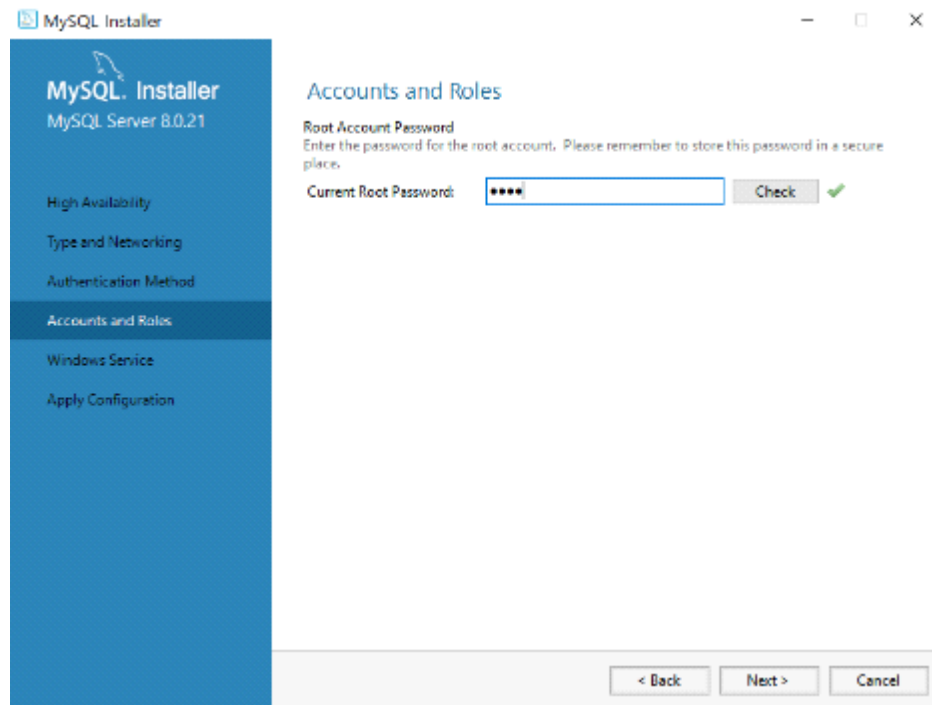 MySQL Installer
MySQL. Installer
MySQL Server 8.0.21
High Availability
Type and Networking
Authentication Method
Accounts and Roles
Windows Service
Apply Configuration
Accounts and Roles
Root Account Password
Enter the password for the root account. Please remember to store this password in a secure
place.
Current Root Password: •••• Check
< Back Next > Cancel